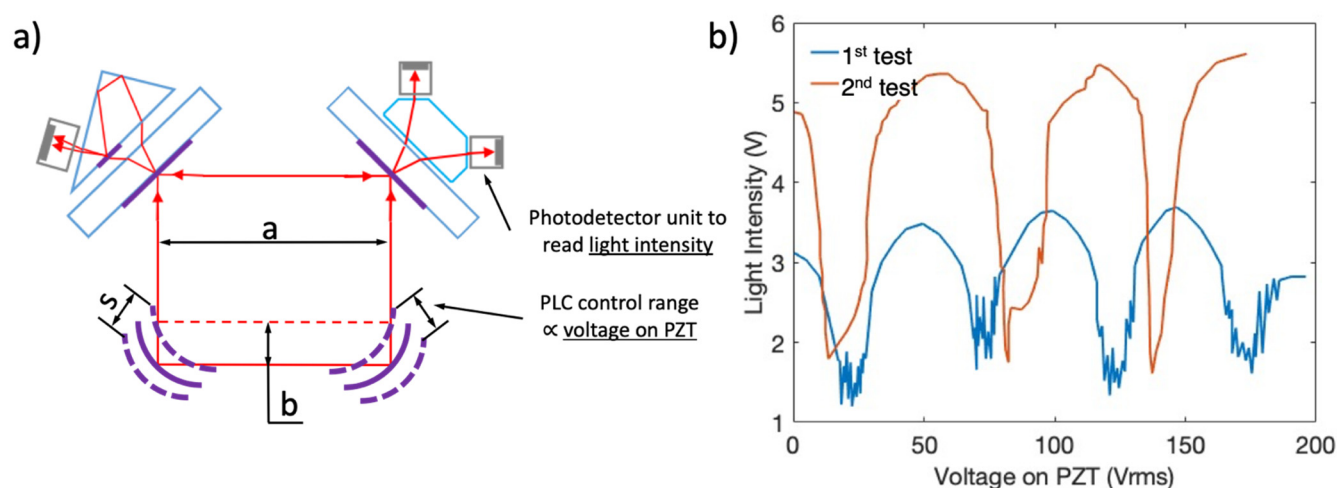 a)
a
s
b
Photodetector unit to
read light intensity
PLC control range
∝ voltage on PZT
b)
1st test
2nd test
Light Intensity (V)
6
5
4
3
2
1
0
50
100
150
200
Voltage on PZT (Vrms)